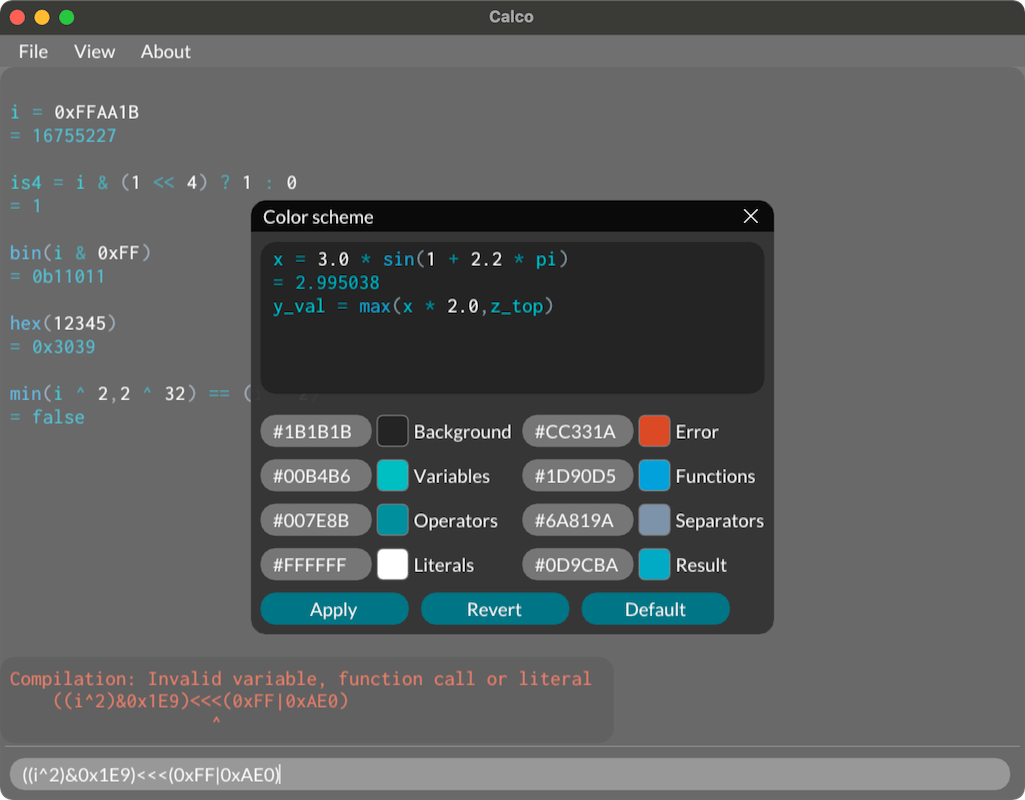 Calco
File View About
i = 0xFFAA1B
= 16755227
is4 = i & (1 << 4) ? 1 : 0
= 1
bin(i & 0xFF)
= 0b11011
hex(12345)
= 0x3039
min(i ^ 2,2 ^ 32) == (
= false
Color scheme
x = 3.0 * sin(1 + 2.2 * pi)
= 2.995038
y_val = max(x * 2.0,z_top)
#1B1B1B Background #CC331A Error
#00B4B6 Variables #1D90D5 Functions
#007E8B Operators #6A819A Separators
#FFFFFF Literals #0D9CBA Result
Apply Revert Default
Compilation: Invalid variable, function call or literal
((i^2)&0x1E9)<<<(0xFF|0xAE0)
^
((i^2)&0x1E9)<<<(0xFF|0xAE0)